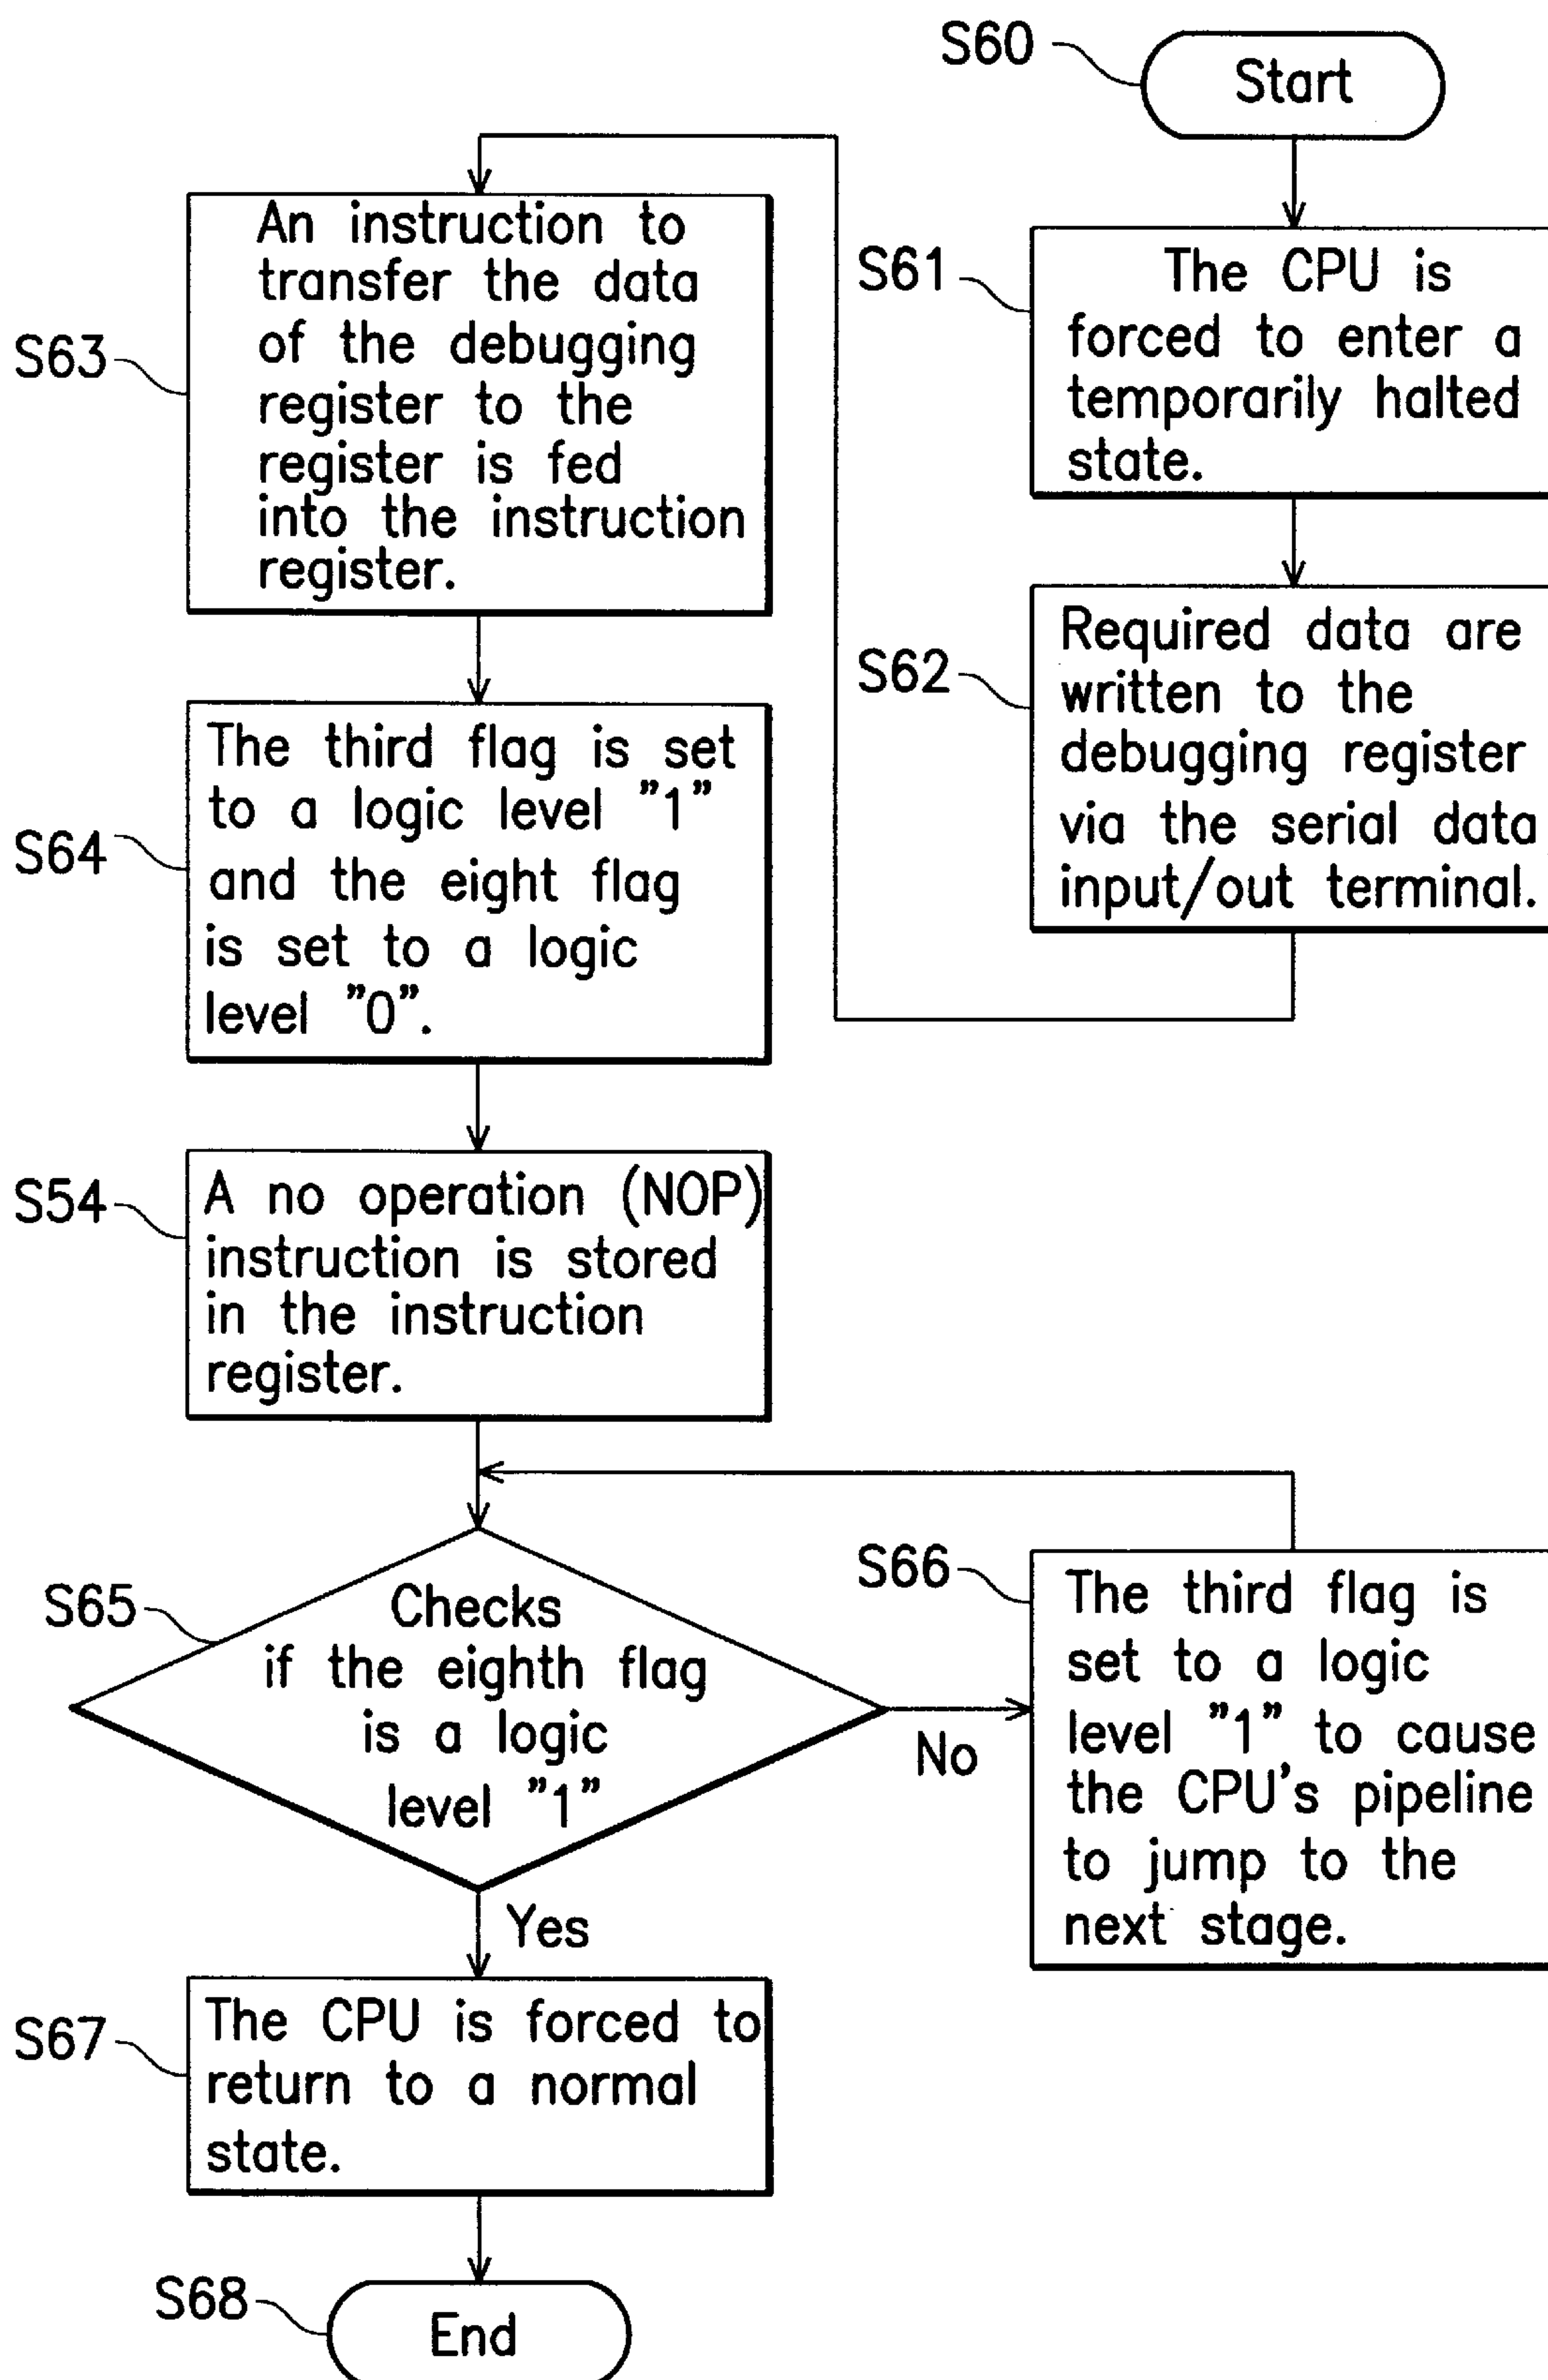 S60
Start
S61
The CPU is
forced to enter a
temporarily halted
state.
S62
Required data are
written to the
debugging register
via the serial data
input/out terminal.
S63
An instruction to
transfer the data
of the debugging
register to the
register is fed
into the instruction
register.
S64
The third flag is set
to a logic level "1"
and the eight flag
is set to a logic
level "0".
S54
A no operation (NOP)
instruction is stored
in the instruction
register.
S65
Checks
if the eighth flag
is a logic
level "1"
No
S66
The third flag is
set to a logic
level "1" to cause
the CPU's pipeline
to jump to the
next stage.
Yes
S67
The CPU is forced to
return to a normal
state.
S68
End